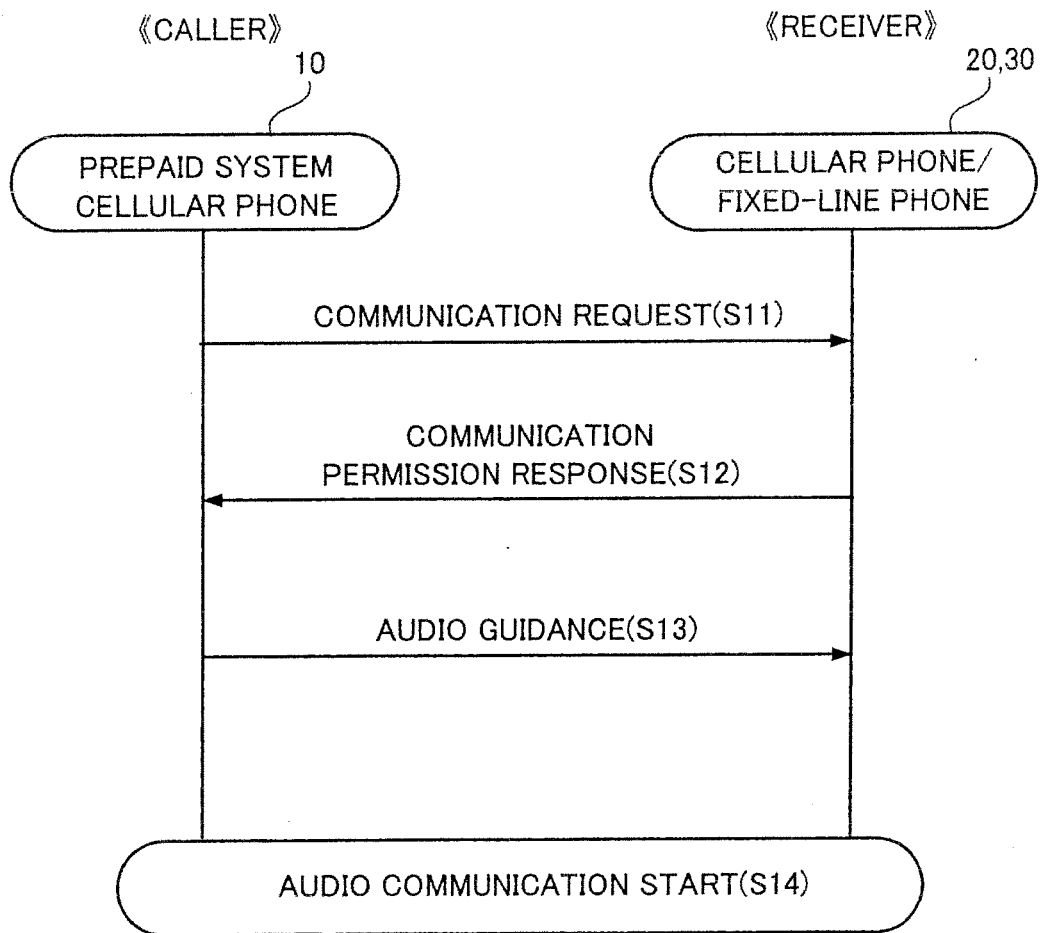 《CALLER》
《RECEIVER》
10
20,30
PREPAID SYSTEM
CELLULAR PHONE
CELLULAR PHONE/
FIXED-LINE PHONE
COMMUNICATION REQUEST(S11)
COMMUNICATION
PERMISSION RESPONSE(S12)
AUDIO GUIDANCE(S13)
AUDIO COMMUNICATION START(S14)